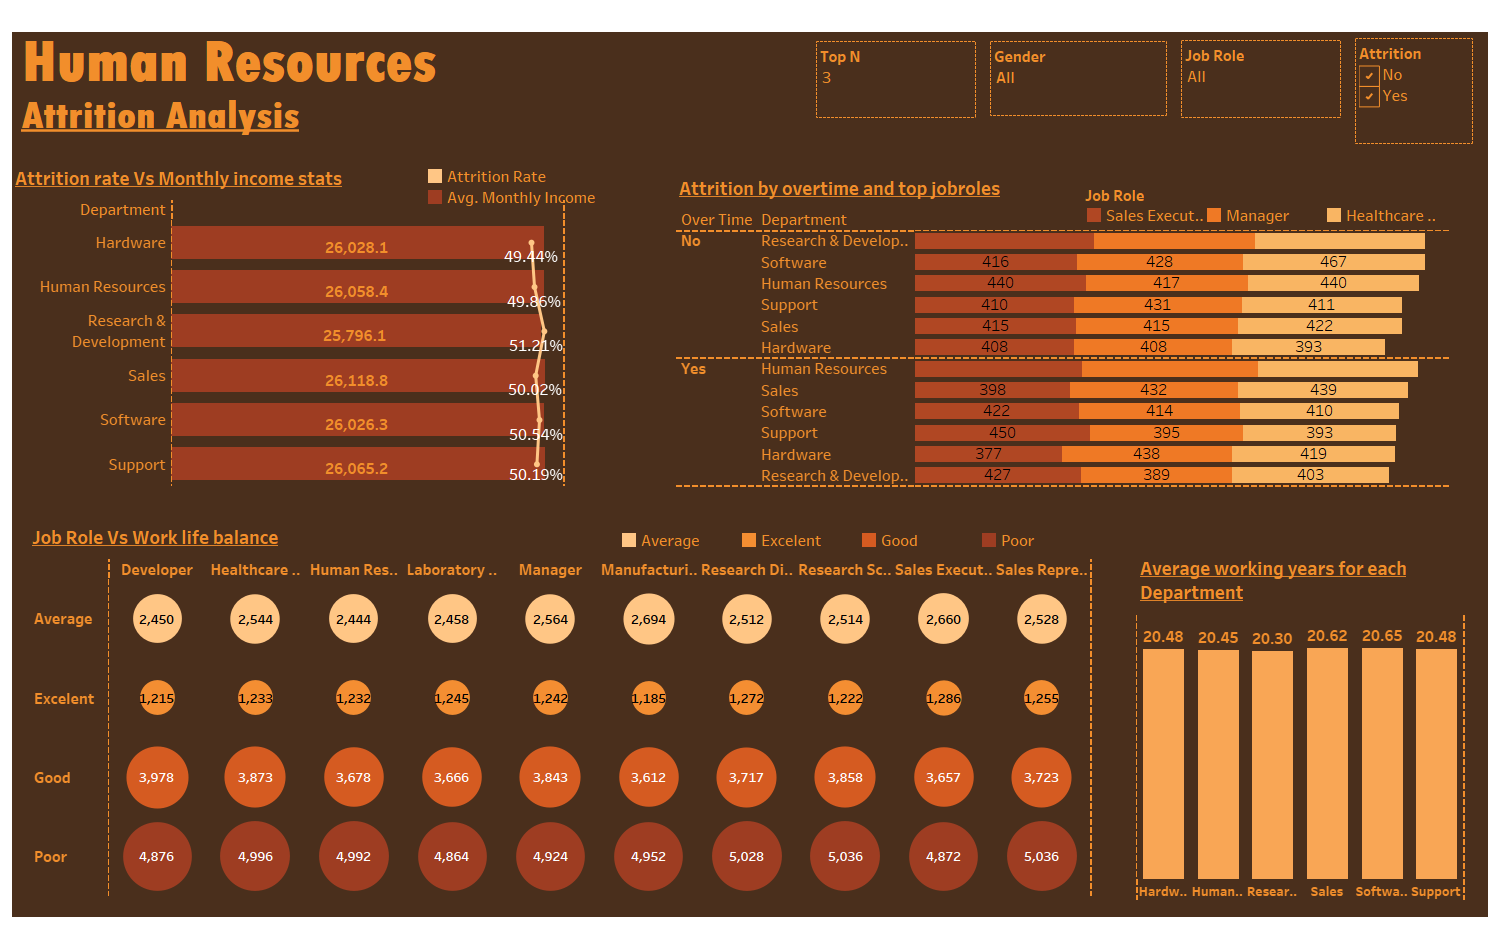 Human Resources
Attrition Analysis
Top N
3
Gender
All
Job Role
All
Attrition
No
Yes
Attrition rate Vs Monthly income stats
Attrition Rate
Avg. Monthly Income
Department
Hardware 26,028.1 49.44%
Human Resources 26,058.4 49.86%
Research &
Development 25,796.1 51.21%
Sales 26,118.8 50.02%
Software 26,026.3 50.54%
Support 26,065.2 50.19%
Attrition by overtime and top jobroles
Job Role
Sales Execut.. Manager Healthcare ..
Over Time Department
No Research & Develop..
Software 416 428 467
Human Resources 440 417 440
Support 410 431 411
Sales 415 415 422
Hardware 408 408 393
Yes Human Resources
Sales 398 432 439
Software 422 414 410
Support 450 395 393
Hardware 377 438 419
Research & Develop.. 427 389 403
Job Role Vs Work life balance
Average Excelent Good Poor
Developer Healthcare .. Human Res.. Laboratory .. Manager Manufacturi.. Research Di.. Research Sc.. Sales Execut.. Sales Repre..
Average 2,450 2,544 2,444 2,458 2,564 2,694 2,512 2,514 2,660 2,528
Excelent 1,215 1,233 1,232 1,245 1,242 1,185 1,272 1,222 1,286 1,255
Good 3,978 3,873 3,678 3,666 3,843 3,612 3,717 3,858 3,657 3,723
Poor 4,876 4,996 4,992 4,864 4,924 4,952 5,028 5,036 4,872 5,036
Average working years for each
Department
20.48 20.45 20.30 20.62 20.65 20.48
Hardw.. Human.. Resear.. Sales Softwa.. Support